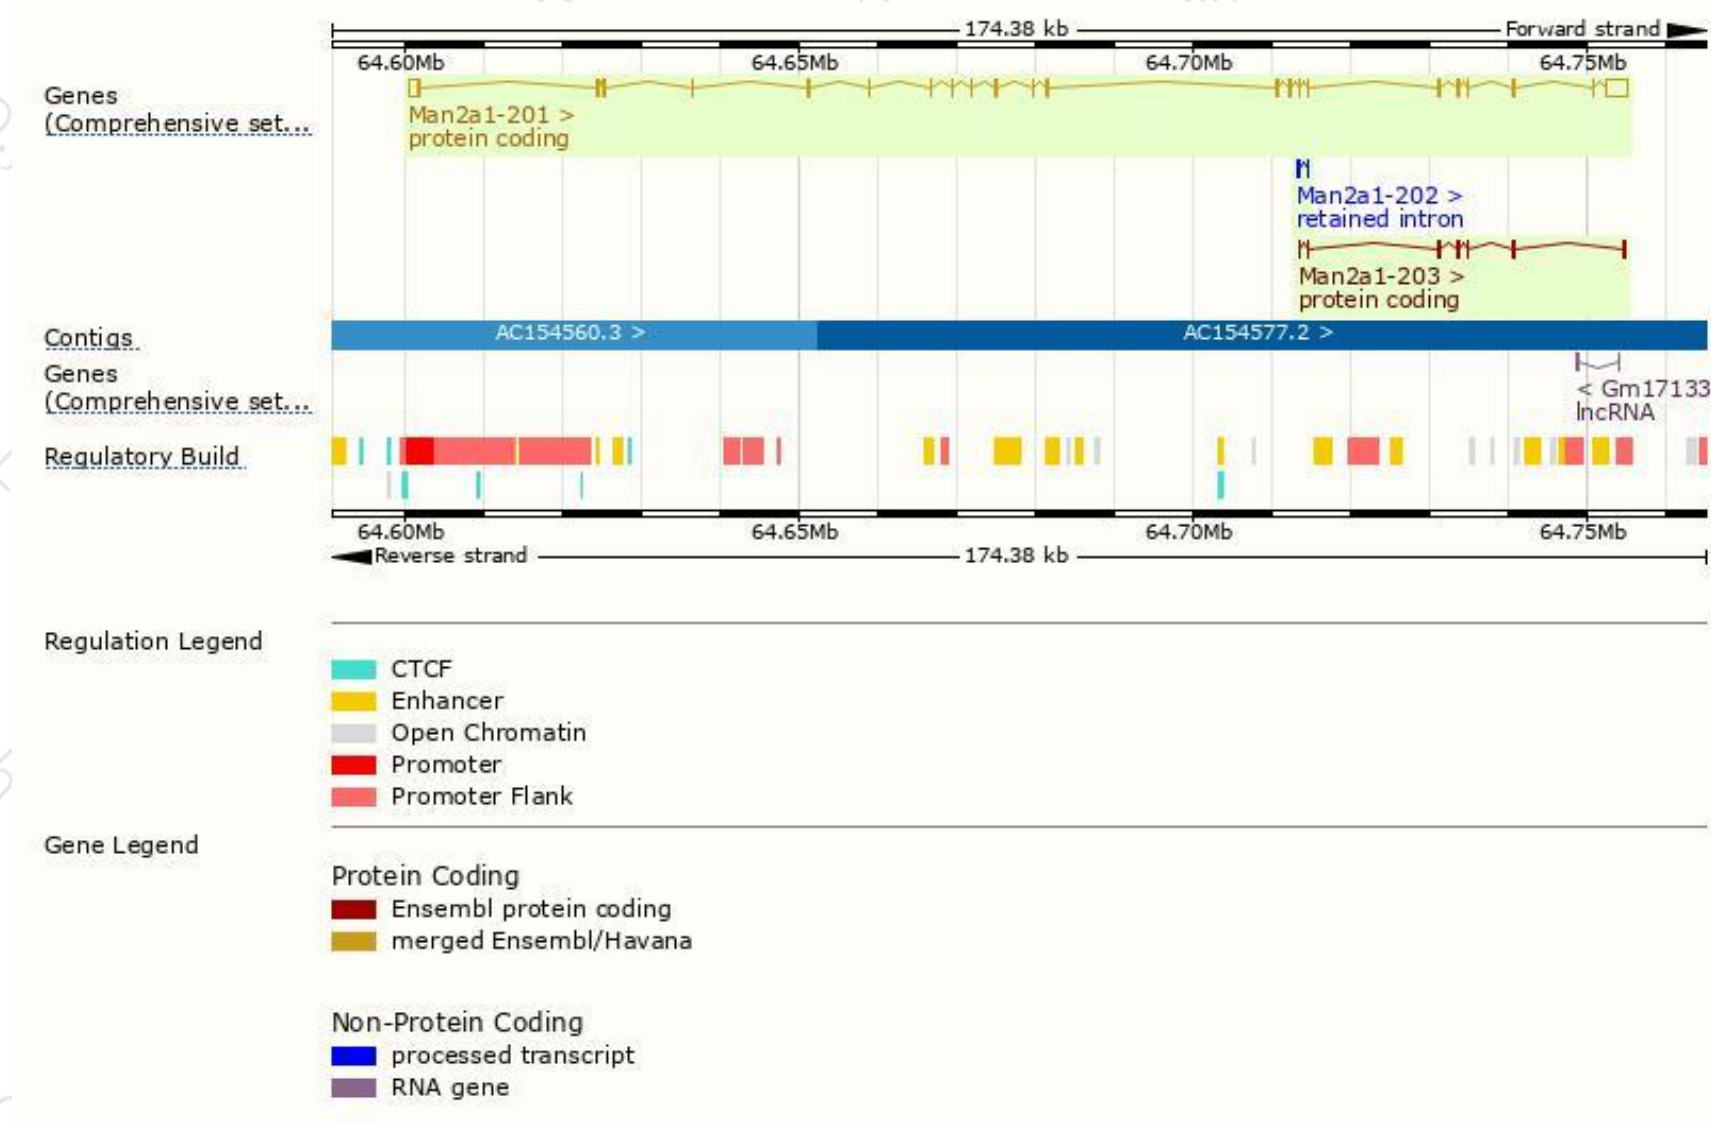 174.38 kb
Forward strand
64.60Mb 64.65Mb 64.70Mb 64.75Mb
Genes
(Comprehensive set...
Man2a1-201 >
protein coding
Man2a1-202 >
retained intron
Man2a1-203 >
protein coding
Contigs
AC154560.3 > AC154577.2 >
Genes
(Comprehensive set...
< Gm17133
lncRNA
Regulatory Build
64.60Mb 64.65Mb 64.70Mb 64.75Mb
Reverse strand
174.38 kb
Regulation Legend
CTCF
Enhancer
Open Chromatin
Promoter
Promoter Flank
Gene Legend
Protein Coding
Ensembl protein coding
merged Ensembl/Havana
Non-Protein Coding
processed transcript
RNA gene